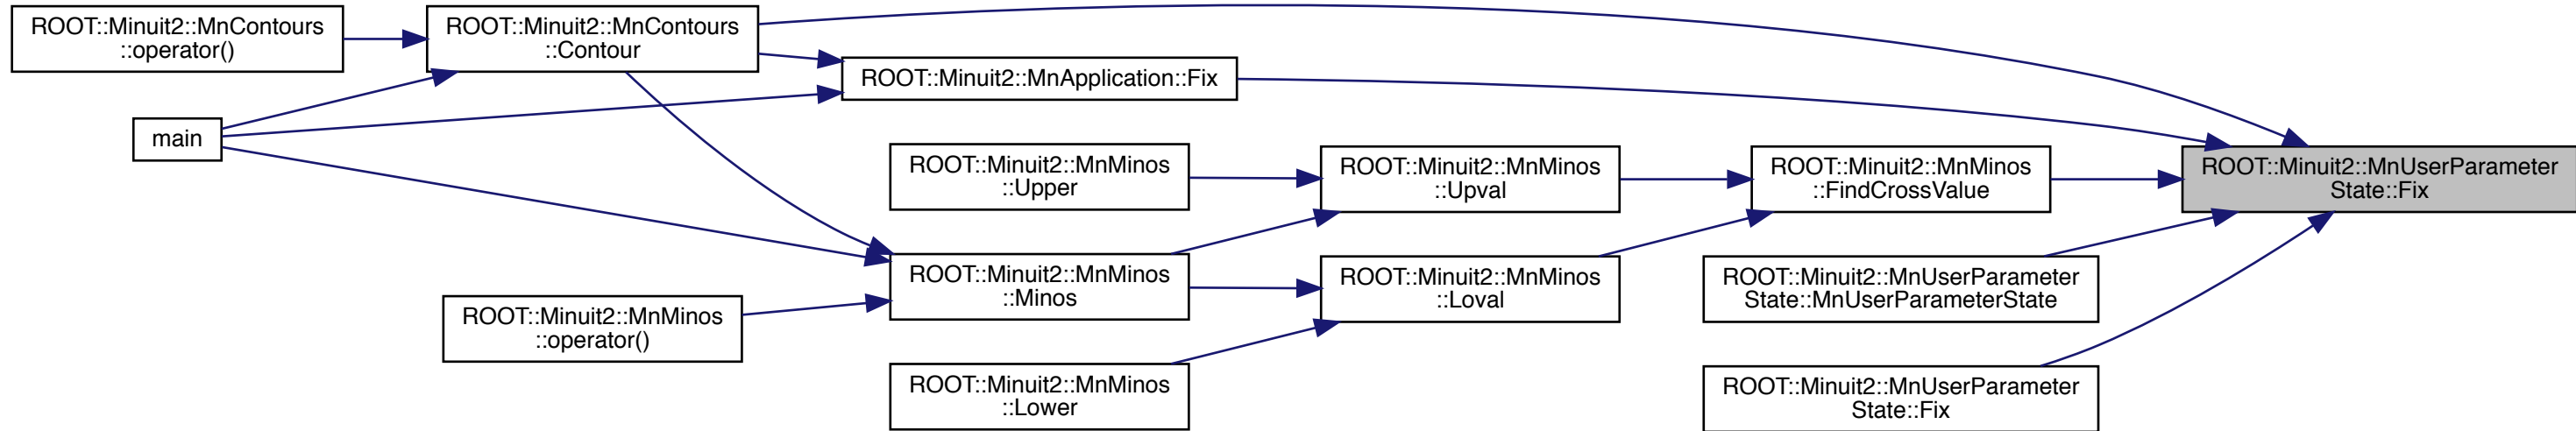 ROOT::Minuit2::MnContours
::operator()
ROOT::Minuit2::MnContours
::Contour
ROOT::Minuit2::MnApplication::Fix
main
ROOT::Minuit2::MnMinos
::Upper
ROOT::Minuit2::MnMinos
::Upval
ROOT::Minuit2::MnMinos
::FindCrossValue
ROOT::Minuit2::MnUserParameter
State::Fix
ROOT::Minuit2::MnMinos
::Minos
ROOT::Minuit2::MnMinos
::Loval
ROOT::Minuit2::MnUserParameter
State::MnUserParameterState
ROOT::Minuit2::MnMinos
::operator()
ROOT::Minuit2::MnMinos
::Lower
ROOT::Minuit2::MnUserParameter
State::Fix